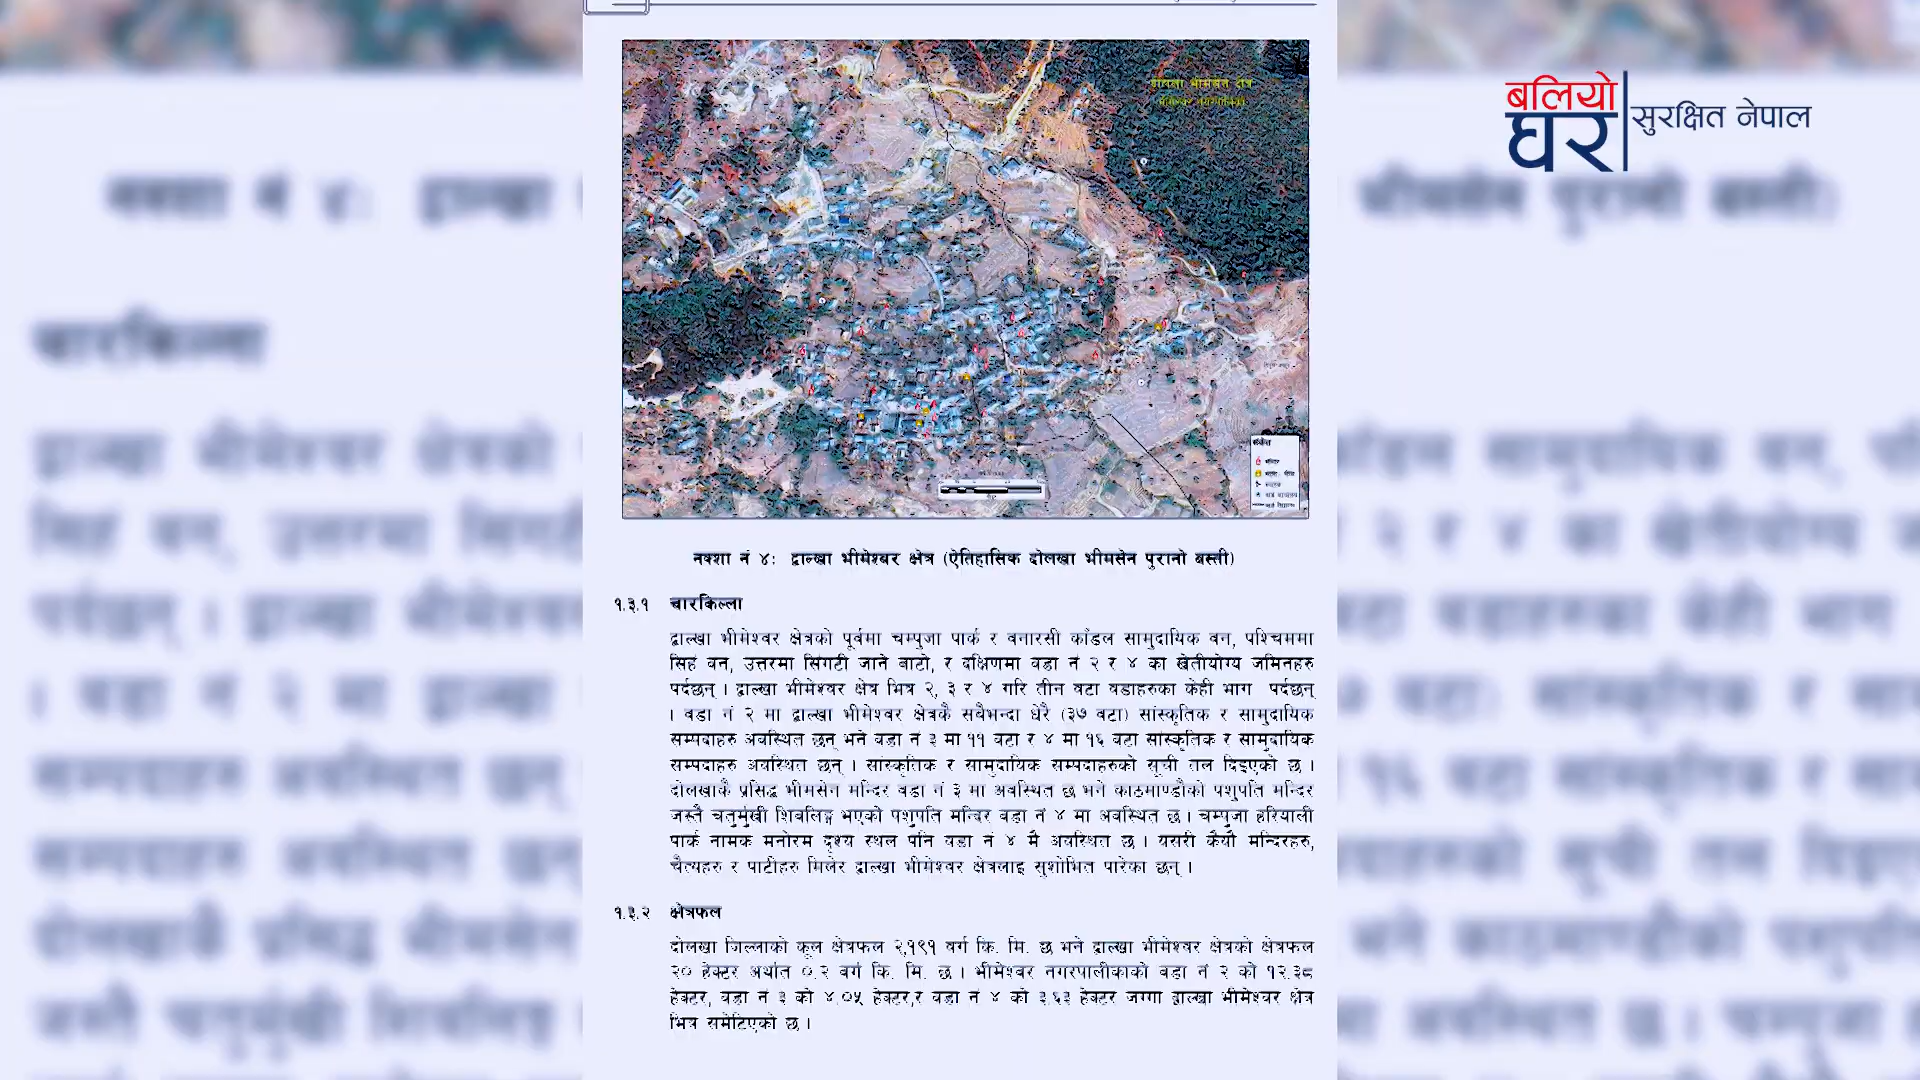 बलियो
घर
सुरक्षित नेपाल
नक्शा नं ४: द्वाल्खा भीमेश्वर क्षेत्र (ऐतिहासिक दोलखा भीमसेन पुरानो बस्ती)
१.३.१ चारकिल्ला
द्वाल्खा भीमेश्वर क्षेत्रको पूर्वमा चम्पुजा पार्क र वनारसी काँडल सामुदायिक वन, पश्चिममा
सिहं वन, उत्तरमा सिंगटी जाने बाटो, र दक्षिणमा वडा नं २ र ४ का खेतीयोग्य जमिनहरु
पर्दछन् । द्वाल्खा भीमेश्वर क्षेत्र भित्र २, ३ र ४ गरि तीन वटा वडाहरुका केही भाग पर्दछन्
। वडा नं २ मा द्वाल्खा भीमेश्वर क्षेत्रकै सबैभन्दा धेरै (३७ वटा) सांस्कृतिक र सामुदायिक
सम्पदाहरु अवस्थित छन् भने वडा नं ३ मा ११ वटा र ४ मा १६ वटा सांस्कृतिक र सामुदायिक
सम्पदाहरु अवस्थित छन् । सांस्कृतिक र सामुदायिक सम्पदाहरुको सूची तल दिइएको छ ।
दोलखाकै प्रसिद्ध भीमसेन मन्दिर वडा नं ३ मा अवस्थित छ भने काठमाण्डौको पशुपति मन्दिर
जस्तै चतुर्मुखी शिवलिङ्ग भएको पशुपति मन्दिर वडा नं ४ मा अवस्थित छ । चम्पुजा हरियाली
पार्क नामक मनोरम दृश्य स्थल पनि वडा नं ४ मै अवस्थित छ । यसरी कैयौ मन्दिरहरु,
चैत्यहरु र पाटीहरु मिलेर द्वाल्खा भीमेश्वर क्षेत्रलाइ सुशोभित पारेका छन् ।
१.३.२ क्षेत्रफल
दोलखा जिल्लाको कूल क्षेत्रफल २,१९१ वर्ग कि. मि. छ भने द्वाल्खा भीमेश्वर क्षेत्रको क्षेत्रफल
२० हेक्टर अर्थात ०.२ वर्ग कि. मि. छ । भीमेश्वर नगरपालीकाको वडा नं २ को १२.३८
हेक्टर, वडा नं ३ को ४.०५ हेक्टर,र वडा नं ४ को ३.६३ हेक्टर जग्गा द्वाल्खा भीमेश्वर क्षेत्र
भित्र समेटिएको छ ।